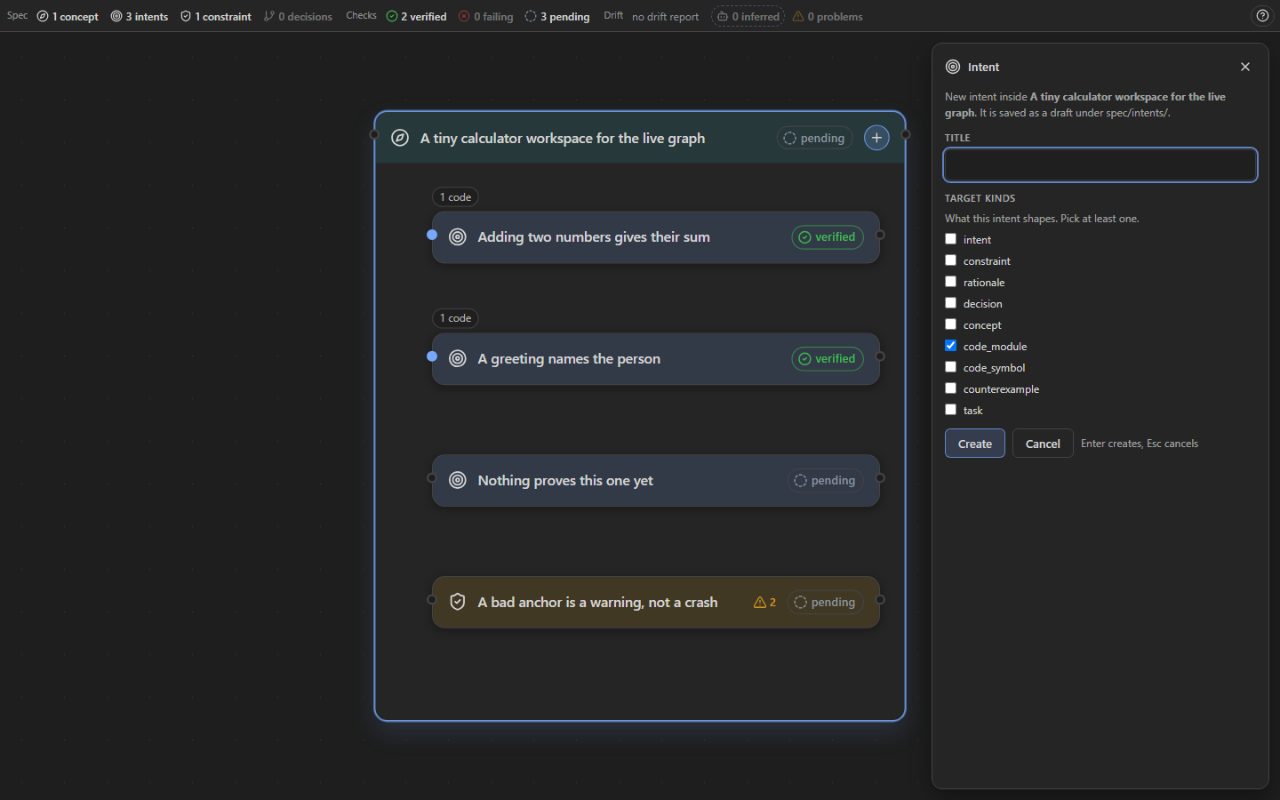 Spec 1 concept 3 intents 1 constraint 0 decisions Checks 2 verified 0 failing 3 pending Drift no drift report 0 inferred 0 problems
A tiny calculator workspace for the live graph pending
1 code
Adding two numbers gives their sum verified
1 code
A greeting names the person verified
Nothing proves this one yet pending
A bad anchor is a warning, not a crash 2 pending
Intent
New intent inside A tiny calculator workspace for the live
graph. It is saved as a draft under spec/intents/.
TITLE
TARGET KINDS
What this intent shapes. Pick at least one.
intent
constraint
rationale
decision
concept
code_module
code_symbol
counterexample
task
Create Cancel Enter creates, Esc cancels